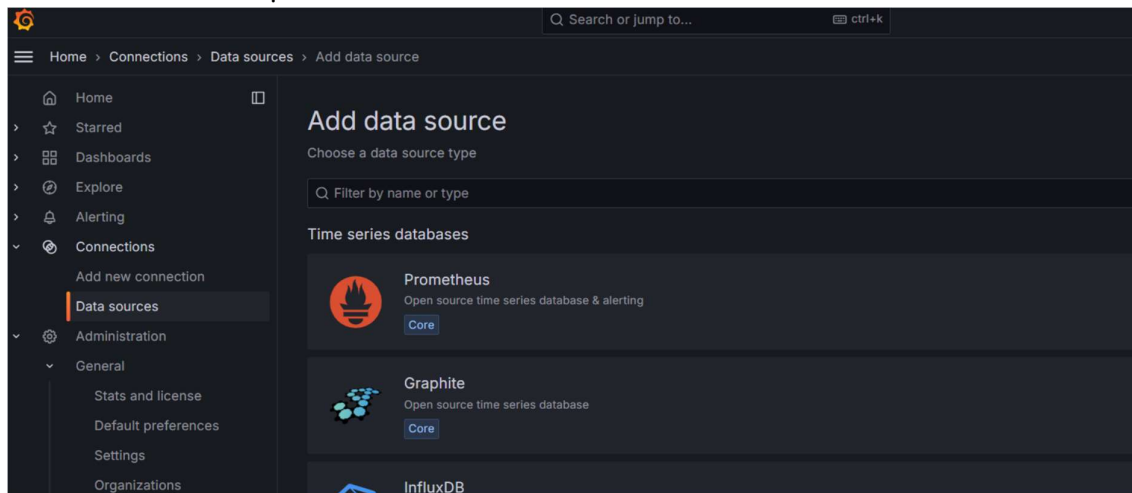 Search or jump to...
ctrl+k
Home › Connections › Data sources › Add data source
Home
Starred
Dashboards
Explore
Alerting
Connections
Add new connection
Data sources
Administration
General
Stats and license
Default preferences
Settings
Organizations
Add data source
Choose a data source type
Filter by name or type
Time series databases
Prometheus
Open source time series database & alerting
Core
Graphite
Open source time series database
Core
InfluxDB